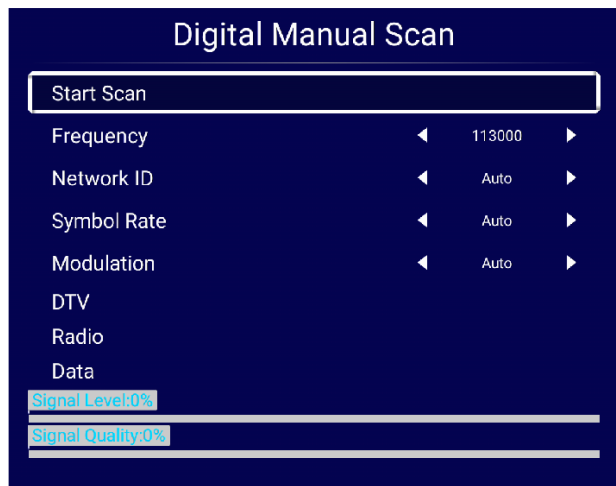 Digital Manual Scan
Start Scan
Frequency 113000
Network ID Auto
Symbol Rate Auto
Modulation Auto
DTV
Radio
Data
Signal Level:0%
Signal Quality:0%